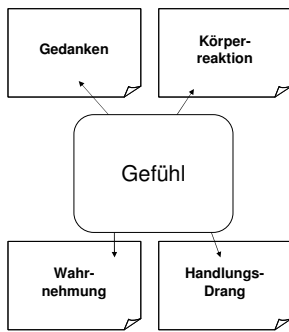 Gedanken
Körper-
reaktion
Gefühl
Wahr-
nehmung
Handlungs-
Drang